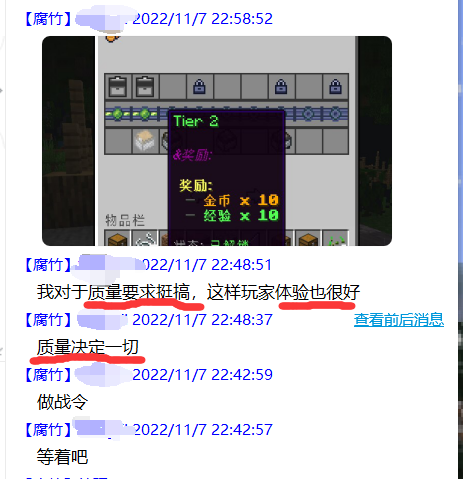 【腐竹】 2022/11/7 22:58:52
Tier 2
&奖励:
奖励:
— 金币 x 10
— 经验 x 10
物品栏
状态: 已解锁
【腐竹】 2022/11/7 22:48:51
我对于质量要求挺搞，这样玩家体验也很好
【腐竹】 2022/11/7 22:48:37 查看前后消息
质量决定一切
【腐竹】 2022/11/7 22:42:59
做战令
【腐竹】 2022/11/7 22:42:57
等着吧